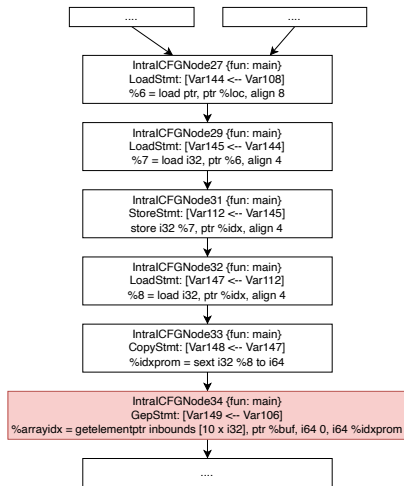 ....
....
IntraICFGNode27 {fun: main}
LoadStmt: [Var144 <-- Var108]
%6 = load ptr, ptr %loc, align 8
IntraICFGNode29 {fun: main}
LoadStmt: [Var145 <-- Var144]
%7 = load i32, ptr %6, align 4
IntraICFGNode31 {fun: main}
StoreStmt: [Var112 <-- Var145]
store i32 %7, ptr %idx, align 4
IntraICFGNode32 {fun: main}
LoadStmt: [Var147 <-- Var112]
%8 = load i32, ptr %idx, align 4
IntraICFGNode33 {fun: main}
CopyStmt: [Var148 <-- Var147]
%idxprom = sext i32 %8 to i64
IntraICFGNode34 {fun: main}
GepStmt: [Var149 <-- Var106]
%arrayidx = getelementptr inbounds [10 x i32], ptr %buf, i64 0, i64 %idxprom
....